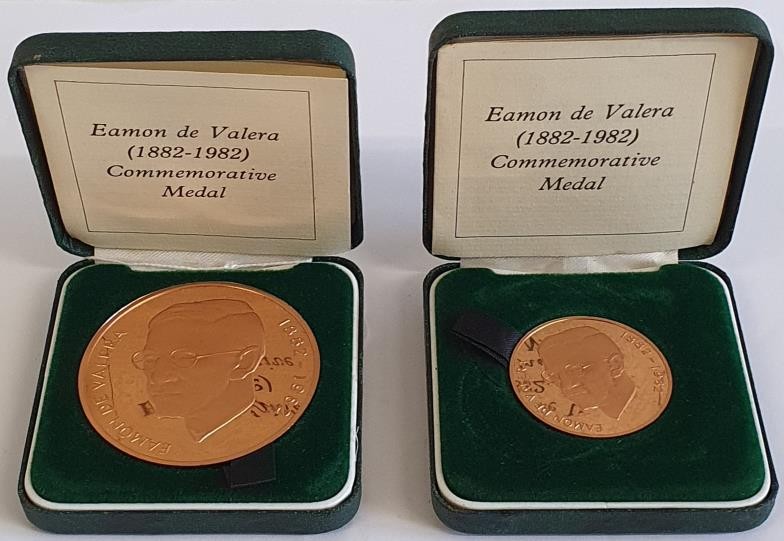 Eamon de Valera
(1882-1982)
Commemorative
Medal
Eamon de Valera
(1882-1982)
Commemorative
Medal
EAMON DE VALERA
1882-1982
EAMON DE VALERA
1882-1982